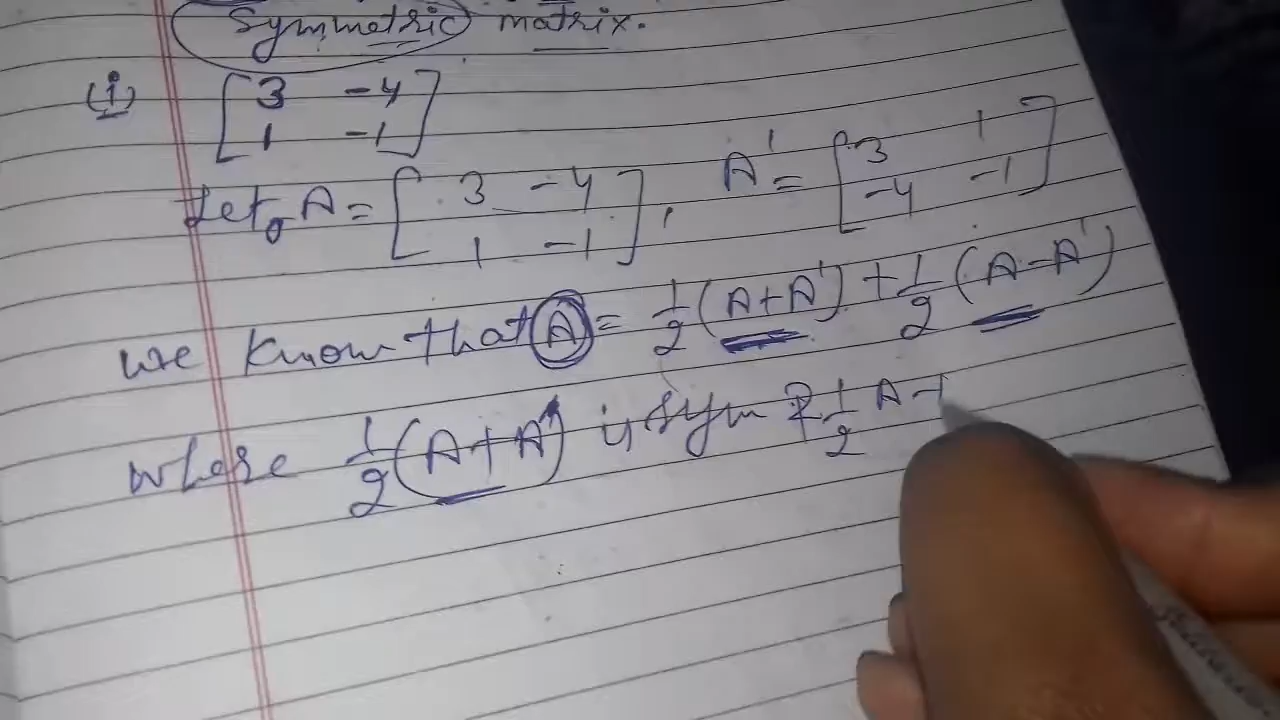 Symmetric matrix.
(i) [3 -4
1 -1]
Let, A = [3 -4
1 -1], A' = [3 1
-4 -1]
We know that A = 1/2 (A+A') + 1/2 (A-A')
where 1/2 (A+A') is sym & 1/2 A -